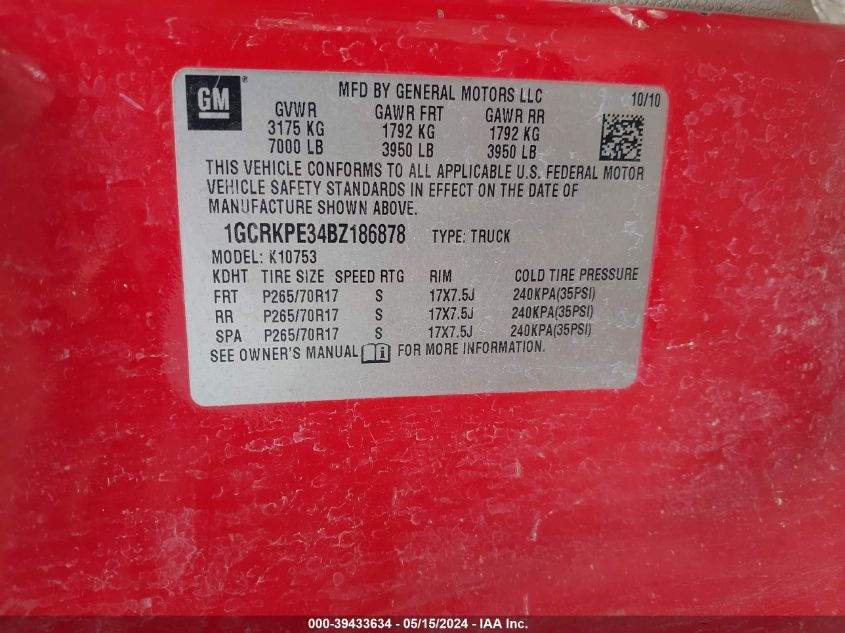 GM ®
MFD BY GENERAL MOTORS LLC 10/10
GVWR GAWR FRT GAWR RR
3175 KG 1792 KG 1792 KG
7000 LB 3950 LB 3950 LB
THIS VEHICLE CONFORMS TO ALL APPLICABLE U.S. FEDERAL MOTOR
VEHICLE SAFETY STANDARDS IN EFFECT ON THE DATE OF
MANUFACTURE SHOWN ABOVE.
1GCRKPE34BZ186878 TYPE: TRUCK
MODEL: K10753
KDHT TIRE SIZE SPEED RTG RIM COLD TIRE PRESSURE
FRT P265/70R17 S 17X7.5J 240KPA(35PSI)
RR P265/70R17 S 17X7.5J 240KPA(35PSI)
SPA P265/70R17 S 17X7.5J 240KPA(35PSI)
SEE OWNER'S MANUAL FOR MORE INFORMATION.
000-39433634 - 05/15/2024 - IAA Inc.